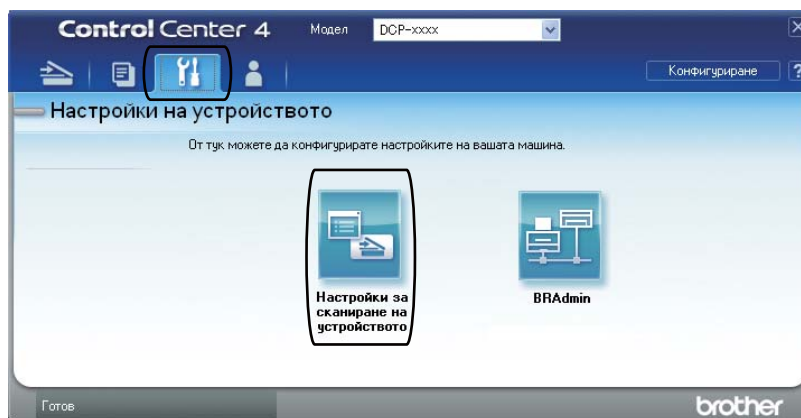 Control Center 4
Модел
DCP-xxxx
Конфигуриране
?
Настройки на устройството
От тук можете да конфигурирате настройките на вашата машина.
Настройки за
сканиране на
устройството
BRAdmin
Готов
brother